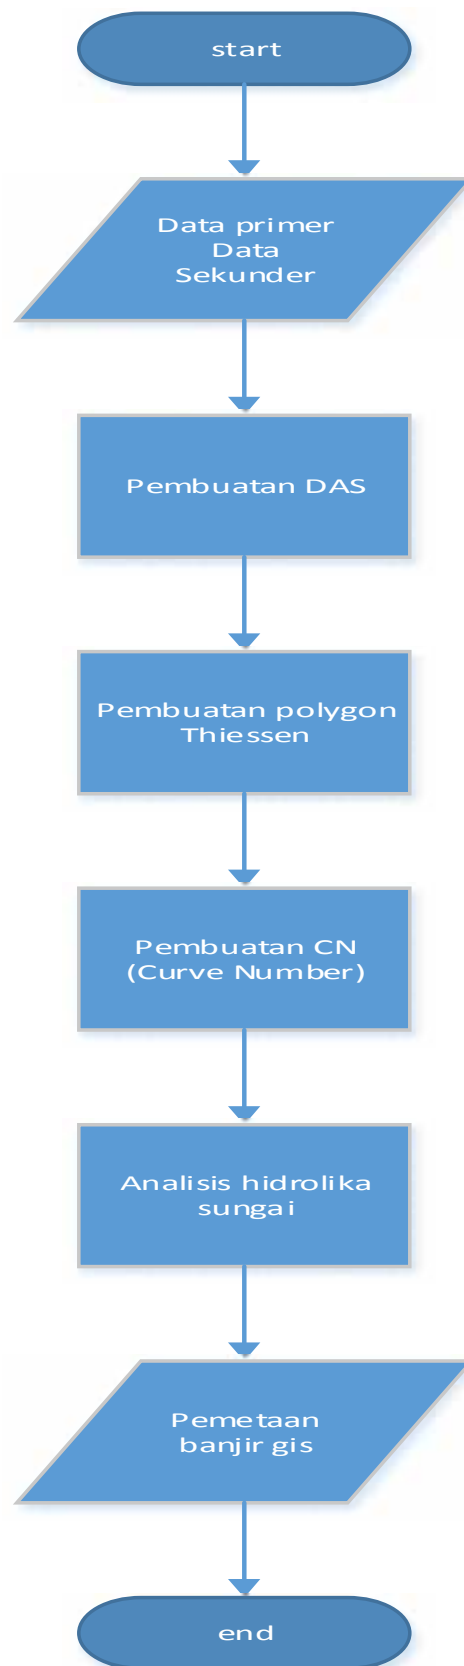 start
Data primer
Data
Sekunder
Pembuatan DAS
Pembuatan polygon
Thiessen
Pembuatan CN
(Curve Number)
Analisis hidrolika
sungai
Pemetaan
banjir gis
end